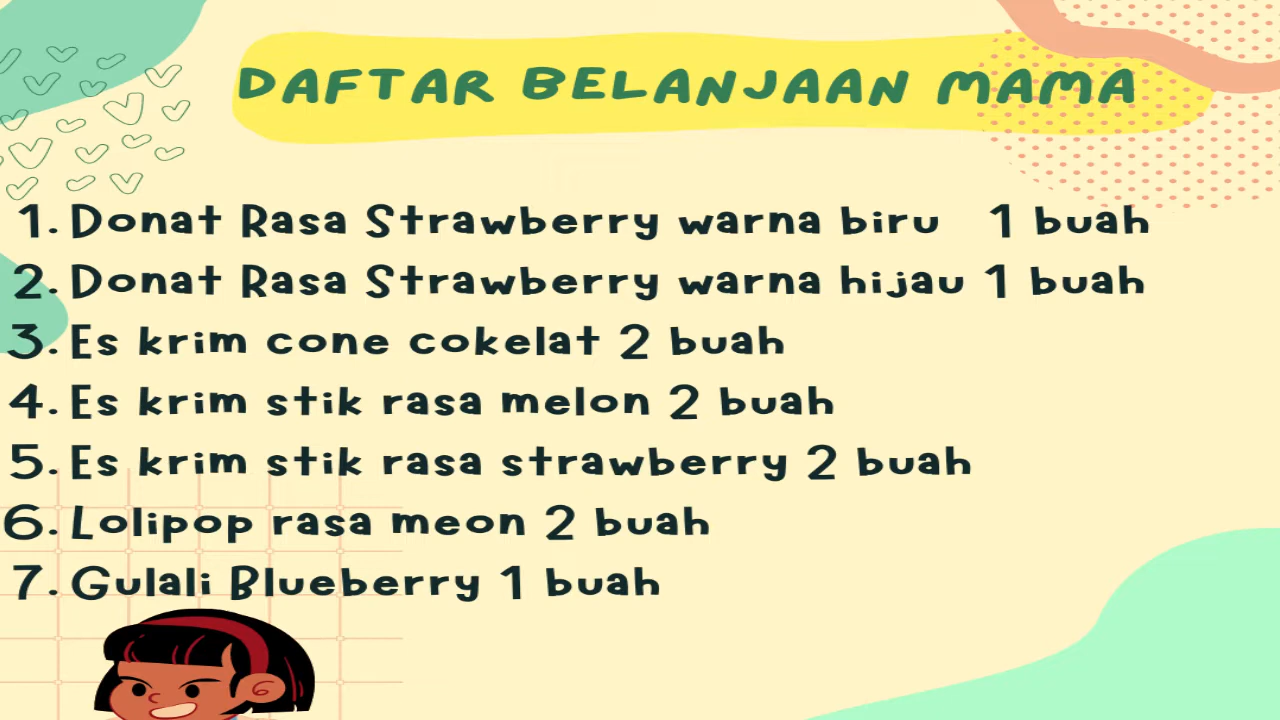 DAFTAR BELANJAAN MAMA
1. Donat Rasa Strawberry warna biru 1 buah
2. Donat Rasa Strawberry warna hijau 1 buah
3. Es krim cone cokelat 2 buah
4. Es krim stik rasa melon 2 buah
5. Es krim stik rasa strawberry 2 buah
6. Lolipop rasa meon 2 buah
7. Gulali Blueberry 1 buah